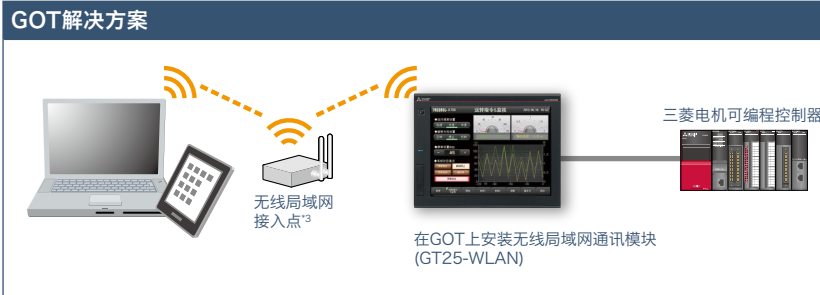 GOT解决方案
三菱电机可编程控制器
无线局域网
接入点*3
在GOT上安装无线局域网通讯模块
(GT25-WLAN)